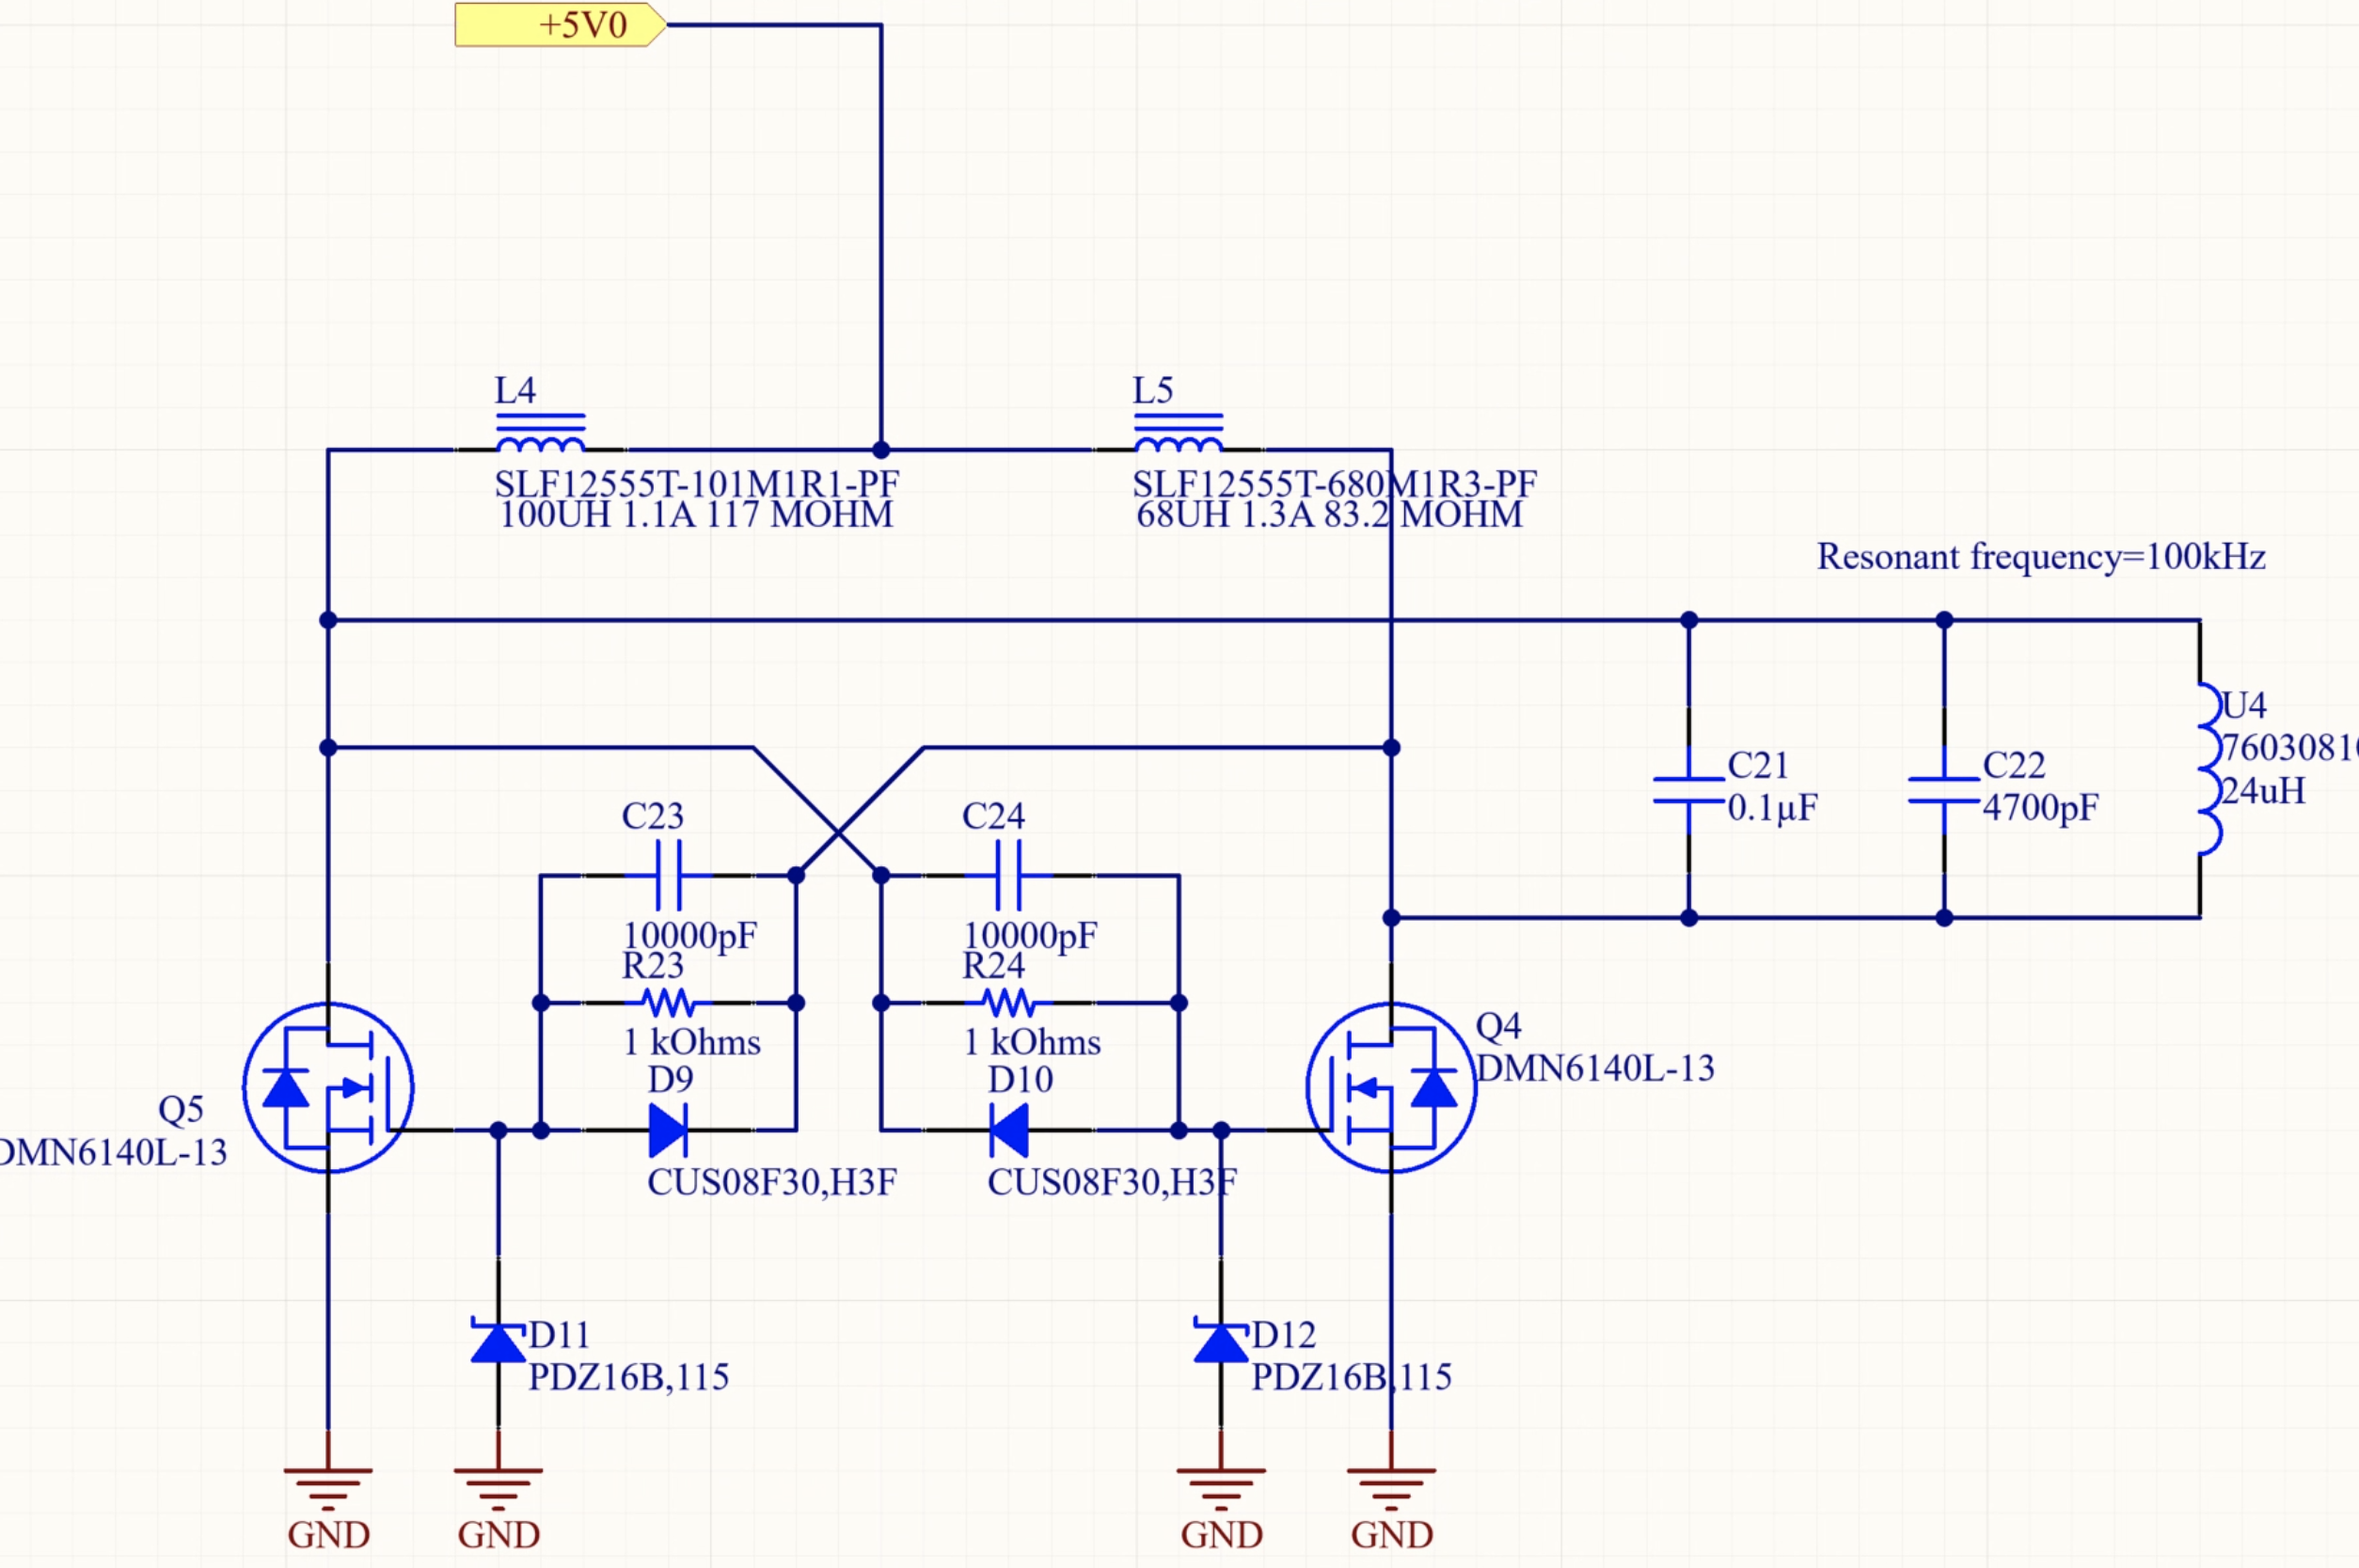 +5V0
L4
SLF12555T-101M1R1-PF
100UH 1.1A 117 MOHM
L5
SLF12555T-680M1R3-PF
68UH 1.3A 83.2 MOHM
Resonant frequency=100kHz
U4
7603081
24uH
C21
0.1µF
C22
4700pF
C23
10000pF
R23
1 kOhms
D9
CUS08F30,H3F
C24
10000pF
R24
1 kOhms
D10
CUS08F30,H3F
Q5
DMN6140L-13
Q4
DMN6140L-13
D11
PDZ16B,115
D12
PDZ16B,115
GND
GND
GND
GND